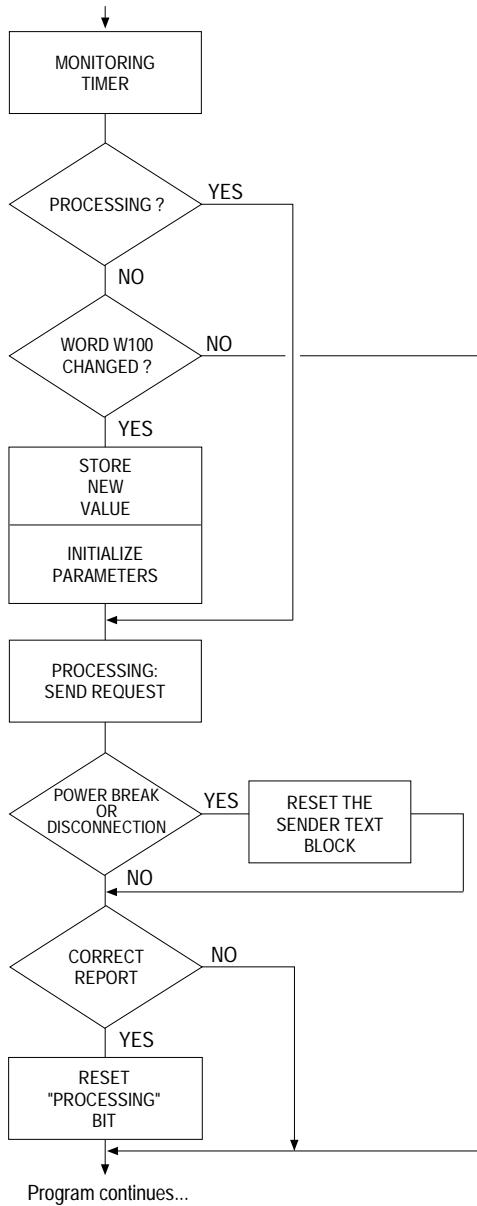 MONITORING
TIMER
PROCESSING ?
YES
NO
WORD W100
CHANGED ?
NO
YES
STORE
NEW
VALUE
INITIALIZE
PARAMETERS
PROCESSING:
SEND REQUEST
POWER BREAK
OR
DISCONNECTION
YES
RESET THE
SENDER TEXT
BLOCK
NO
CORRECT
REPORT
NO
YES
RESET
"PROCESSING"
BIT
Program continues...